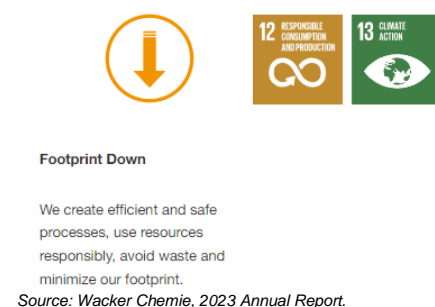 12 RESPONSIBLE
CONSUMPTION
AND PRODUCTION
13 CLIMATE
ACTION
Footprint Down
We create efficient and safe
processes, use resources
responsibly, avoid waste and
minimize our footprint.
Source: Wacker Chemie, 2023 Annual Report.